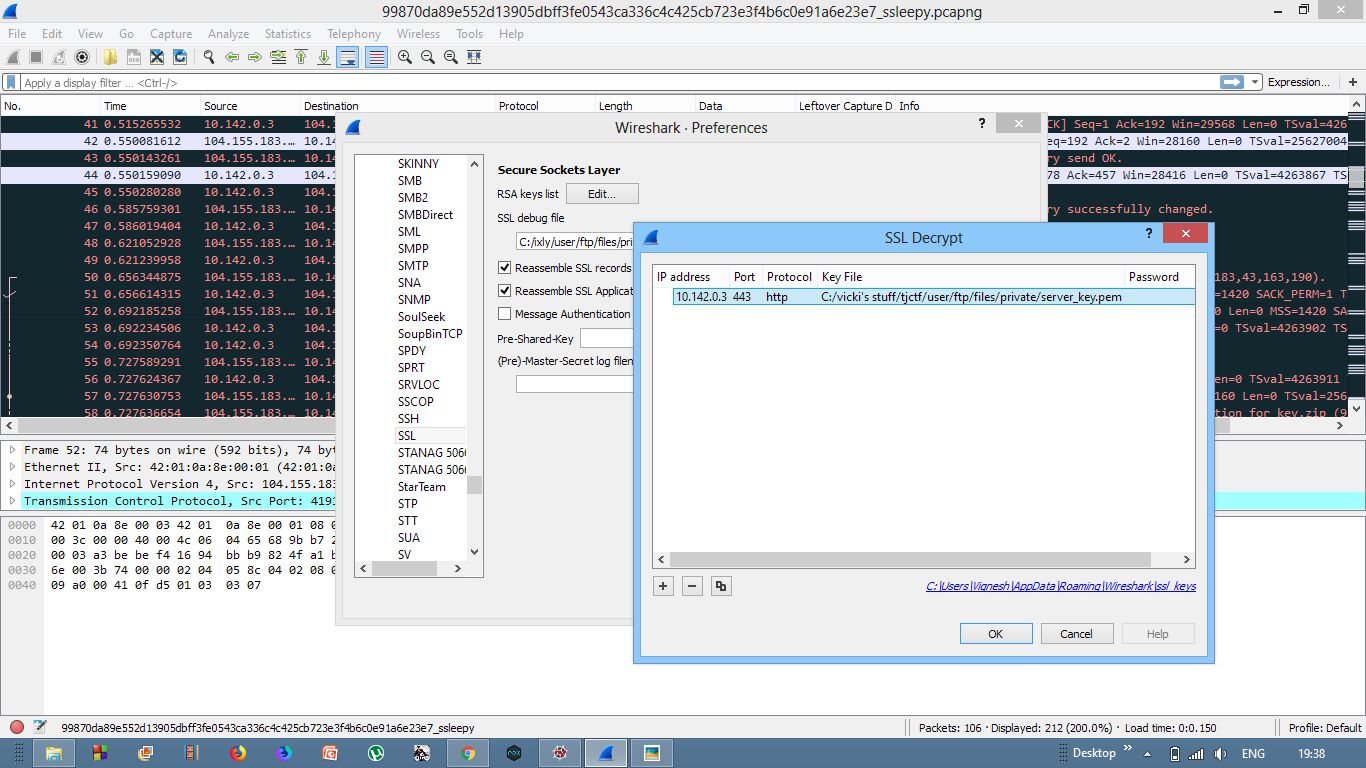 99870da89e552d13905dbff3fe0543ca336c4c425cb723e3f4b6c0e91a6e23e7_ssleepy.pcapng
File Edit View Go Capture Analyze Statistics Telephony Wireless Tools Help
Apply a display filter ... <Ctrl-/>
Expression...
No. Time Source Destination Protocol Length Data Leftover Capture D Info
41 0.515265532 10.142.0.3 104.1
CK] Seq=1 Ack=192 Win=29568 Len=0 TSval=426
42 0.550081612 104.155.183.... 10.14
eq=192 Ack=2 Win=28160 Len=0 TSval=25627004
43 0.550143261 10.142.0.3 104.1
ry send OK.
44 0.550159090 10.142.0.3 104.1
78 Ack=457 Win=28416 Len=0 TSval=4263867 TS
45 0.550280280 10.142.0.3 104.1
46 0.585759301 104.155.183.... 10.14
ry successfully changed.
47 0.586019404 10.142.0.3 104.1
48 0.621052928 104.155.183.... 10.14
49 0.621239958 10.142.0.3 104.1
50 0.656344875 104.155.183.... 10.14
,183,43,163,190).
51 0.656614315 10.142.0.3 104.1
=1420 SACK_PERM=1 T
52 0.692185258 104.155.183.... 10.14
0 Len=0 MSS=1420 SA
53 0.692234506 10.142.0.3 104.1
=0 TSval=4263902 TS
54 0.692350764 10.142.0.3 104.1
55 0.727589291 104.155.183.... 10.14
56 0.727624367 10.142.0.3 104.1
en=0 TSval=4263911
57 0.727630753 104.155.183.... 10.14
160 Len=0 TSval=256
58 0.727636654 104.155.183.... 10.14
tion for key.zip (9
Wireshark · Preferences
SKINNY
SMB
SMB2
SMBDirect
SML
SMPP
SMTP
SNA
SNMP
SoulSeek
SoupBinTCP
SPDY
SPRT
SRVLOC
SSCOP
SSH
SSL
STANAG 506
STANAG 506
StarTeam
STP
STT
SUA
SV
Secure Sockets Layer
RSA keys list Edit...
SSL debug file
C:/ixly/user/ftp/files/pri
Reassemble SSL records
Reassemble SSL Applicat
Message Authentication
Pre-Shared-Key
(Pre)-Master-Secret log filen
SSL Decrypt
IP address Port Protocol Key File Password
10.142.0.3 443 http C:/vicki's stuff/tjctf/user/ftp/files/private/server_key.pem
C:\Users\Vignesh\AppData\Roaming\Wireshark\ssl_keys
OK Cancel Help
Frame 52: 74 bytes on wire (592 bits), 74 byt
Ethernet II, Src: 42:01:0a:8e:00:01 (42:01:0a
Internet Protocol Version 4, Src: 104.155.183
Transmission Control Protocol, Src Port: 4191
0000 42 01 0a 8e 00 03 42 01 0a 8e 00 01 08 0
0010 00 3c 00 00 40 00 4c 06 04 65 68 9b b7 2
0020 00 03 a3 be be f4 16 94 bb b9 82 4f a1 b
0030 6e 00 3b 74 00 00 02 04 05 8c 04 02 08 0
0040 09 a0 00 41 0f d5 01 03 03 07
99870da89e552d13905dbff3fe0543ca336c4c425cb723e3f4b6c0e91a6e23e7_ssleepy
Packets: 106 · Displayed: 212 (200.0%) · Load time: 0:0.150
Profile: Default
Desktop » ENG 19:38